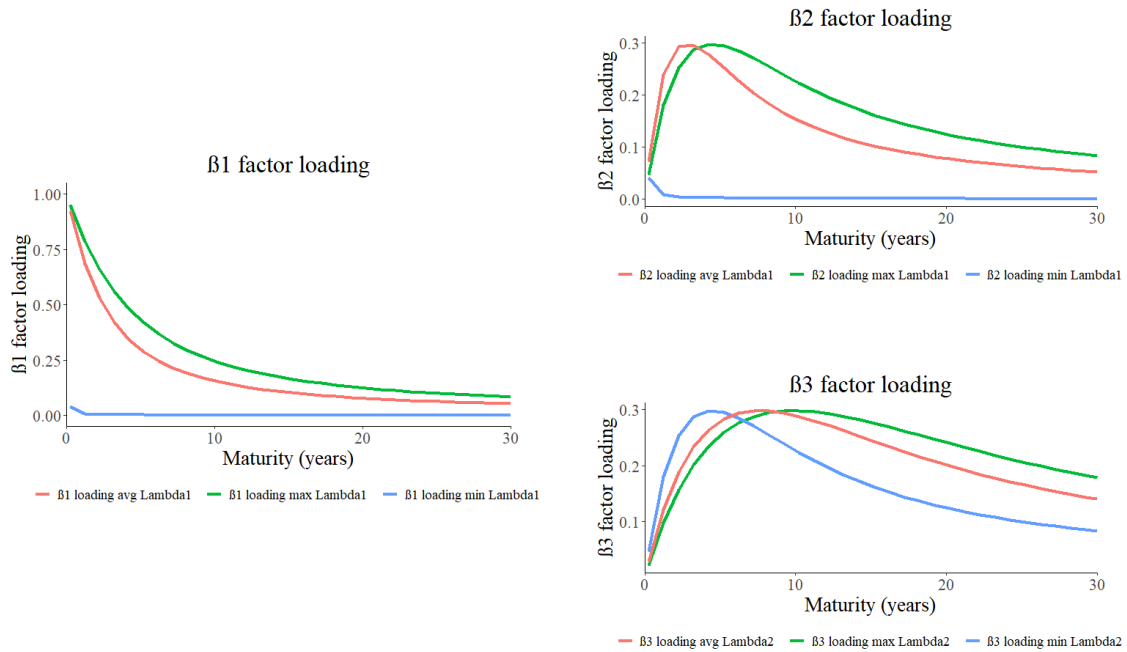 ß1 factor loading
ß1 factor loading
1.00
0.75
0.50
0.25
0.00
0
10
20
30
Maturity (years)
ß1 loading avg Lambda1 ß1 loading max Lambda1 ß1 loading min Lambda1
ß2 factor loading
ß2 factor loading
0.3
0.2
0.1
0.0
0
10
20
30
Maturity (years)
ß2 loading avg Lambda1 ß2 loading max Lambda1 ß2 loading min Lambda1
ß3 factor loading
ß3 factor loading
0.3
0.2
0.1
0
10
20
30
Maturity (years)
ß3 loading avg Lambda2 ß3 loading max Lambda2 ß3 loading min Lambda2